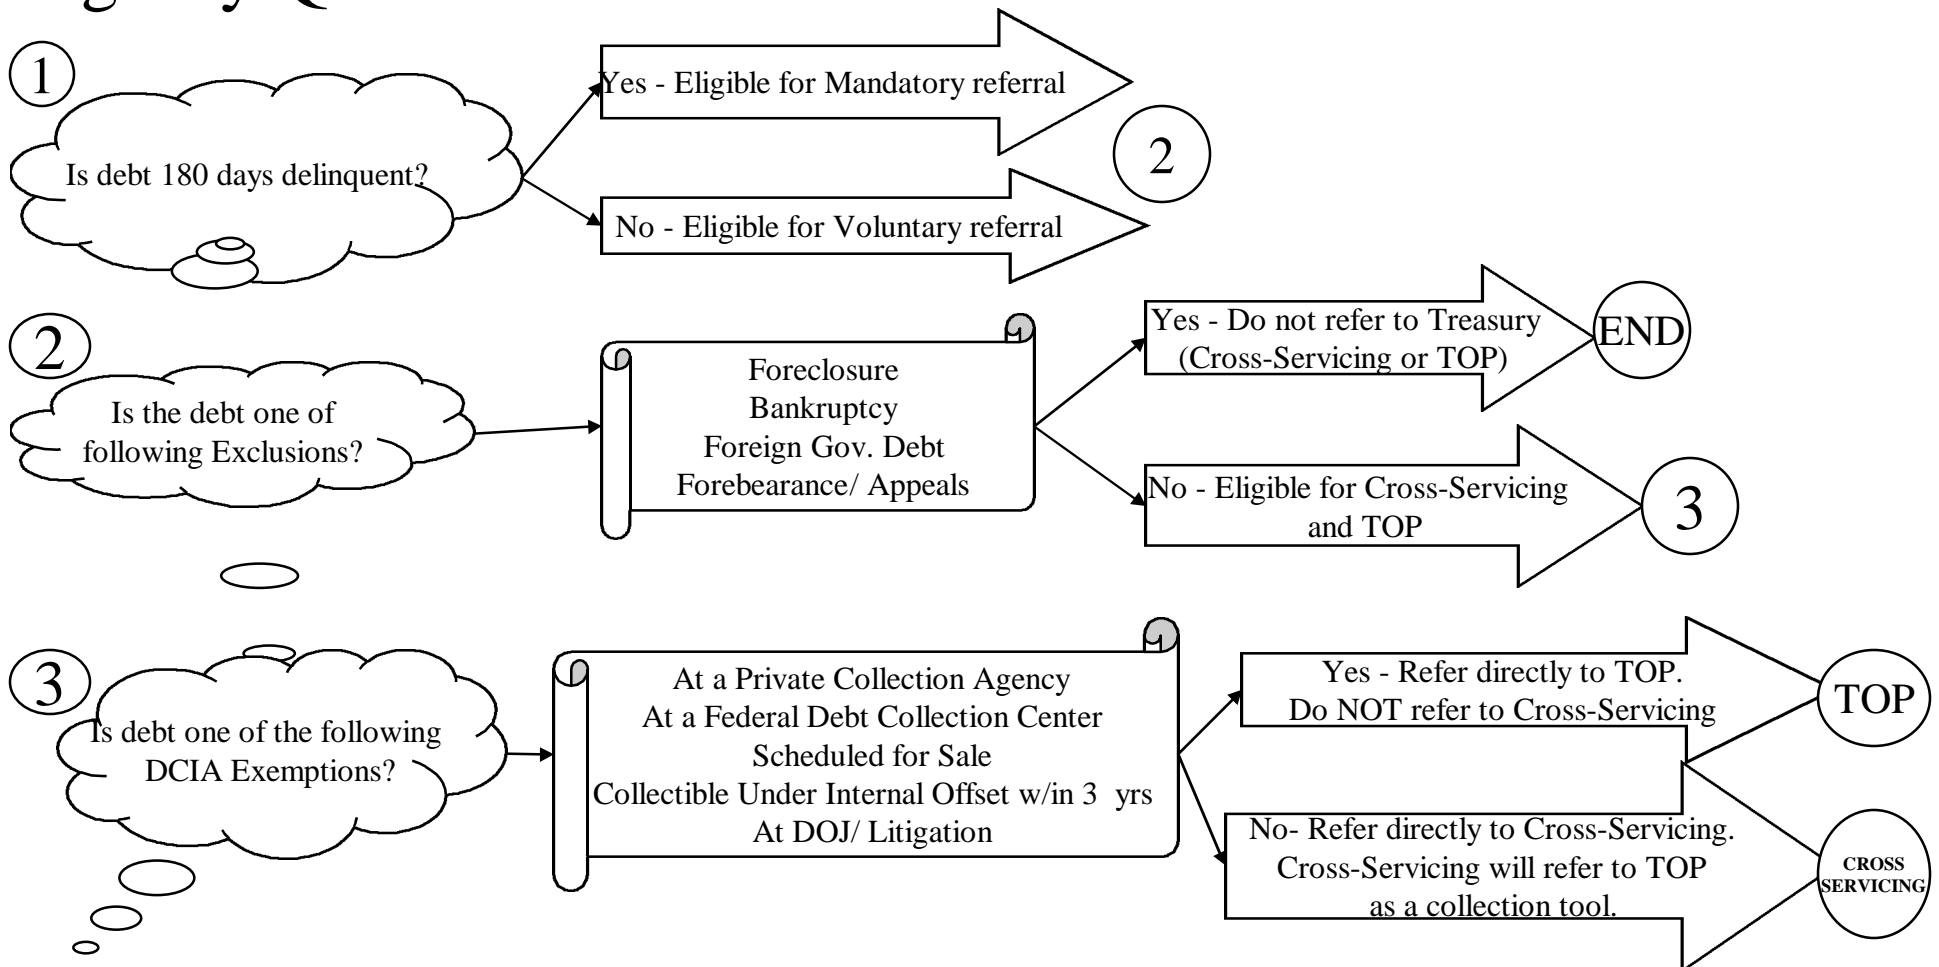 1
Yes - Eligible for Mandatory referral
Is debt 180 days delinquent?
2
No - Eligible for Voluntary referral
2
Is the debt one of
following Exclusions?
Foreclosure
Bankruptcy
Foreign Gov. Debt
Forebearance/ Appeals
Yes - Do not refer to Treasury
(Cross-Servicing or TOP)
END
No - Eligible for Cross-Servicing
and TOP
3
3
Is debt one of the following
DCIA Exemptions?
At a Private Collection Agency
At a Federal Debt Collection Center
Scheduled for Sale
Collectible Under Internal Offset w/in 3 yrs
At DOJ/ Litigation
Yes - Refer directly to TOP.
Do NOT refer to Cross-Servicing
TOP
No- Refer directly to Cross-Servicing.
Cross-Servicing will refer to TOP
as a collection tool.
CROSS
SERVICING